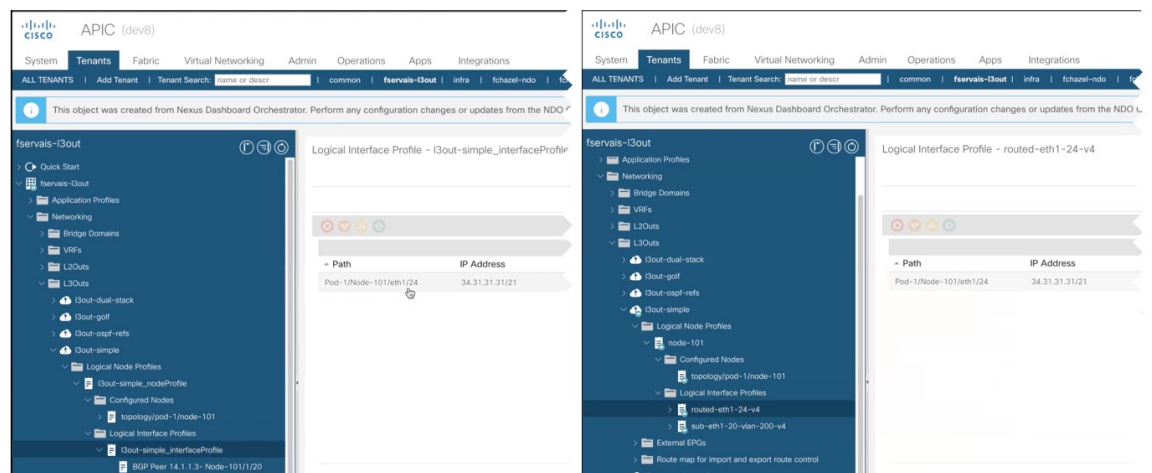 CISCO APIC (dev8)
System Tenants Fabric Virtual Networking Admin Operations Apps Integrations
ALL TENANTS | Add Tenant | Tenant Search: name or descr | common | fservais-l3out | infra | fchazel-ndo |
This object was created from Nexus Dashboard Orchestrator. Perform any configuration changes or updates from the NDO
fservais-l3out
Quick Start
fservais-l3out
Application Profiles
Networking
Bridge Domains
VRFs
L2Outs
L3Outs
l3out-dual-stack
l3out-golf
l3out-ospf-refs
l3out-simple
Logical Node Profiles
l3out-simple_nodeProfile
Configured Nodes
topology/pod-1/node-101
Logical Interface Profiles
l3out-simple_interfaceProfile
BGP Peer 14.1.1.3- Node-101/1/20
Logical Interface Profile - l3out-simple_interfaceProfile
Path IP Address
Pod-1/Node-101/eth1/24 34.31.31.31/21
CISCO APIC (dev8)
System Tenants Fabric Virtual Networking Admin Operations Apps Integrations
ALL TENANTS | Add Tenant | Tenant Search: name or descr | common | fservais-l3out | infra | fchazel-ndo |
This object was created from Nexus Dashboard Orchestrator. Perform any configuration changes or updates from the NDO
fservais-l3out
Application Profiles
Networking
Bridge Domains
VRFs
L2Outs
L3Outs
l3out-dual-stack
l3out-golf
l3out-ospf-refs
l3out-simple
Logical Node Profiles
node-101
Configured Nodes
topology/pod-1/node-101
Logical Interface Profiles
routed-eth1-24-v4
sub-eth1-20-vlan-200-v4
External EPGs
Route map for import and export route control
Logical Interface Profile - routed-eth1-24-v4
Path IP Address
Pod-1/Node-101/eth1/24 34.31.31.31/21